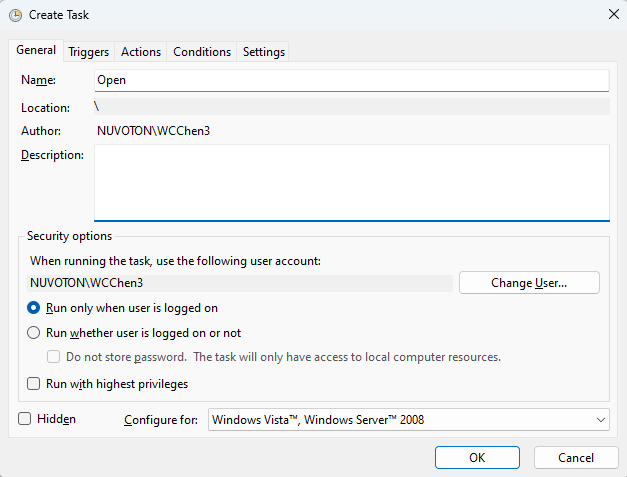 Create Task
General Triggers Actions Conditions Settings
Name: Open
Location: \
Author: NUVOTON\WCChen3
Description:
Security options
When running the task, use the following user account:
NUVOTON\WCChen3 Change User...
Run only when user is logged on
Run whether user is logged on or not
Do not store password. The task will only have access to local computer resources.
Run with highest privileges
Hidden Configure for: Windows Vista™, Windows Server™ 2008
OK Cancel